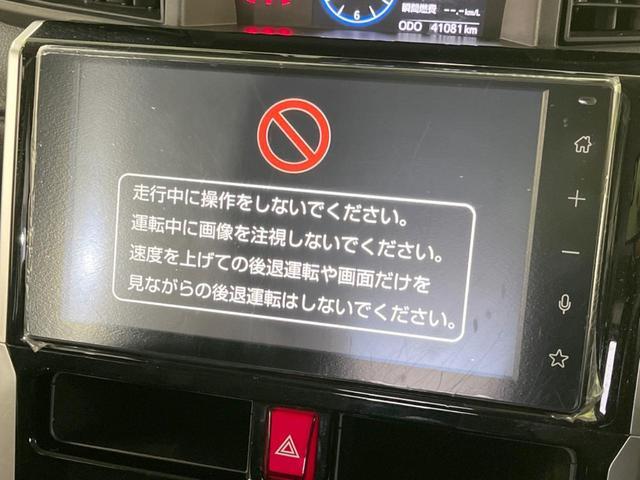 瞬間燃費 --.- km/L
ODO 41081 km
6
走行中に操作をしないでください。
運転中に画像を注視しないでください。
速度を上げての後退運転や画面だけを
見ながらの後退運転はしないでください。